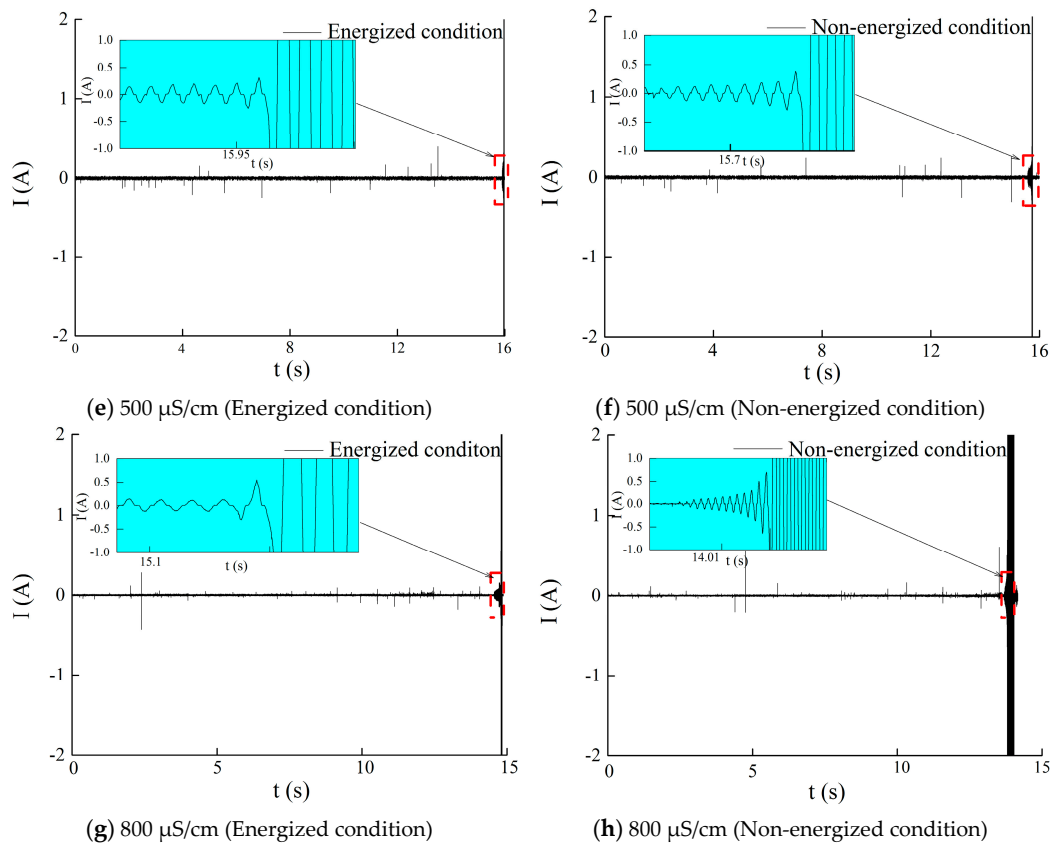 2
Energized condition
1.0
0.5
0.0
-0.5
-1.0
I (A)
15.95
t (s)
1
0
-1
-2
I (A)
0
4
8
12
16
t (s)
(e) 500 µS/cm (Energized condition)
2
Non-energized condition
1.0
0.5
0.0
-0.5
-1.0
I (A)
15.7
t (s)
1
0
-1
-2
I (A)
0
4
8
12
16
t (s)
(f) 500 µS/cm (Non-energized condition)
2
Energized conditon
1.0
0.5
0.0
-0.5
-1.0
I (A)
15.1
t (s)
1
0
-1
-2
I (A)
0
5
10
15
t (s)
(g) 800 µS/cm (Energized condition)
2
Non-energized condition
1.0
0.5
0.0
-0.5
-1.0
I (A)
14.01
t (s)
1
0
-1
-2
I (A)
0
5
10
15
t (s)
(h) 800 µS/cm (Non-energized condition)